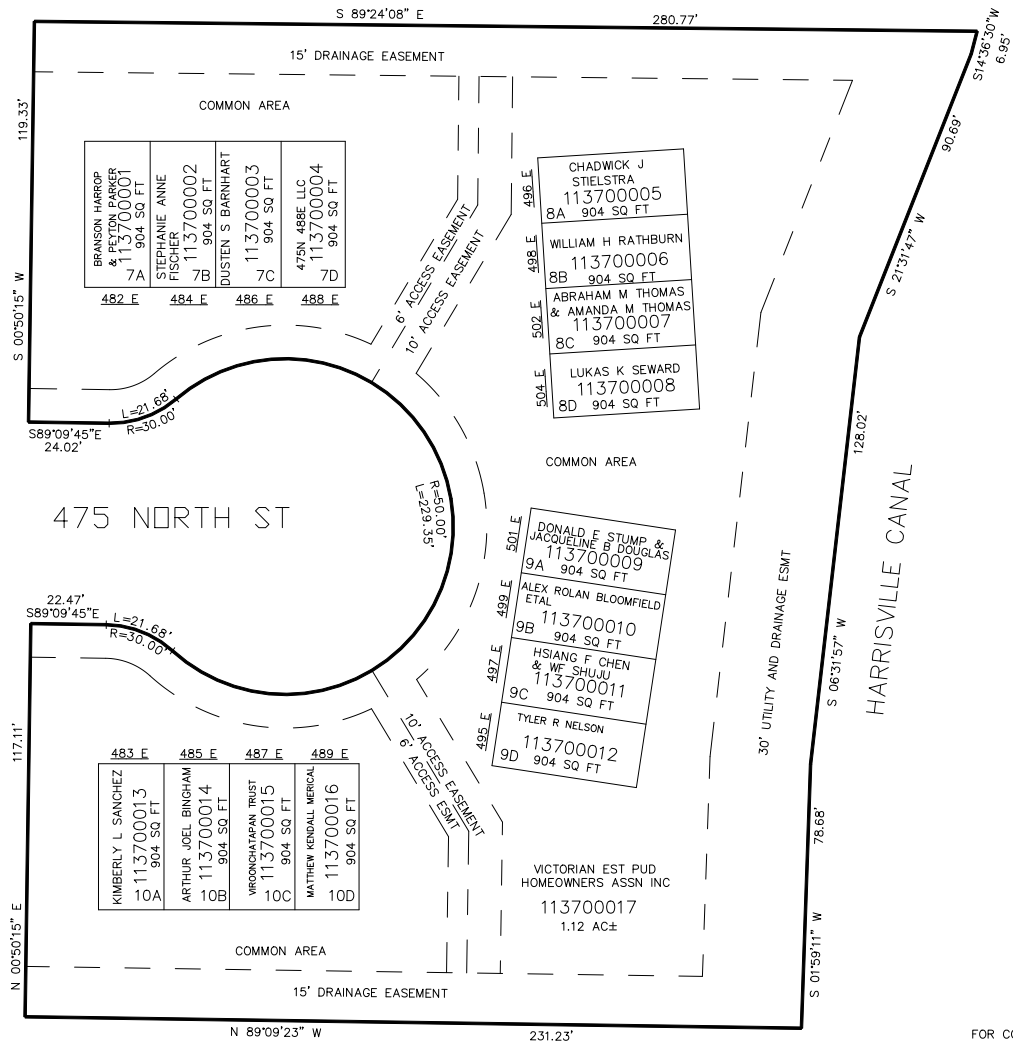 S 89°24'08" E
280.77'
S14°36'30"W
6.95'
15' DRAINAGE EASEMENT
119.33'
COMMON AREA
90.69'
BRANSON HARROP
& PEYTON PARKER
113700001
904 SQ FT
7A
STEPHANIE ANNE
FISCHER
113700002
904 SQ FT
7B
DUSTEN S BARNHART
113700003
904 SQ FT
7C
475N 488E LLC
113700004
904 SQ FT
7D
482 E
484 E
486 E
488 E
6' ACCESS EASEMENT
10' ACCESS EASEMENT
496 E
CHADWICK J
STIELSTRA
113700005
8A 904 SQ FT
498 E
WILLIAM H RATHBURN
113700006
8B 904 SQ FT
502 E
ABRAHAM M THOMAS
& AMANDA M THOMAS
113700007
8C 904 SQ FT
504 E
LUKAS K SEWARD
113700008
8D 904 SQ FT
S 21°31'47" W
S 00°50'15" W
L=21.68'
R=30.00'
S89°09'45"E
24.02'
128.02'
COMMON AREA
R=50.00'
L=229.35'
475 NORTH ST
HARRISVILLE CANAL
501 E
DONALD E STUMP &
JACQUELINE B DOUGLAS
113700009
9A 904 SQ FT
499 E
ALEX ROLAN BLOOMFIELD
ETAL
113700010
9B 904 SQ FT
497 E
HSIANG F CHEN
& WF SHUJU
113700011
9C 904 SQ FT
495 E
TYLER R NELSON
113700012
9D 904 SQ FT
22.47'
S89°09'45"E
L=21.68'
R=30.00'
30' UTILITY AND DRAINAGE ESMT
S 06°31'57" W
117.11'
10' ACCESS EASEMENT
6' ACCESS ESMT
483 E
485 E
487 E
489 E
KIMBERLY L SANCHEZ
113700013
904 SQ FT
10A
ARTHUR JOEL BINGHAM
113700014
904 SQ FT
10B
VIROONCHATAPAN TRUST
113700015
904 SQ FT
10C
MATTHEW KENDALL MERICAL
113700016
904 SQ FT
10D
78.68'
VICTORIAN EST PUD
HOMEOWNERS ASSN INC
113700017
1.12 AC±
N 00°50'15" E
COMMON AREA
S 01°59'11" W
15' DRAINAGE EASEMENT
N 89°09'23" W
231.23'
FOR CO